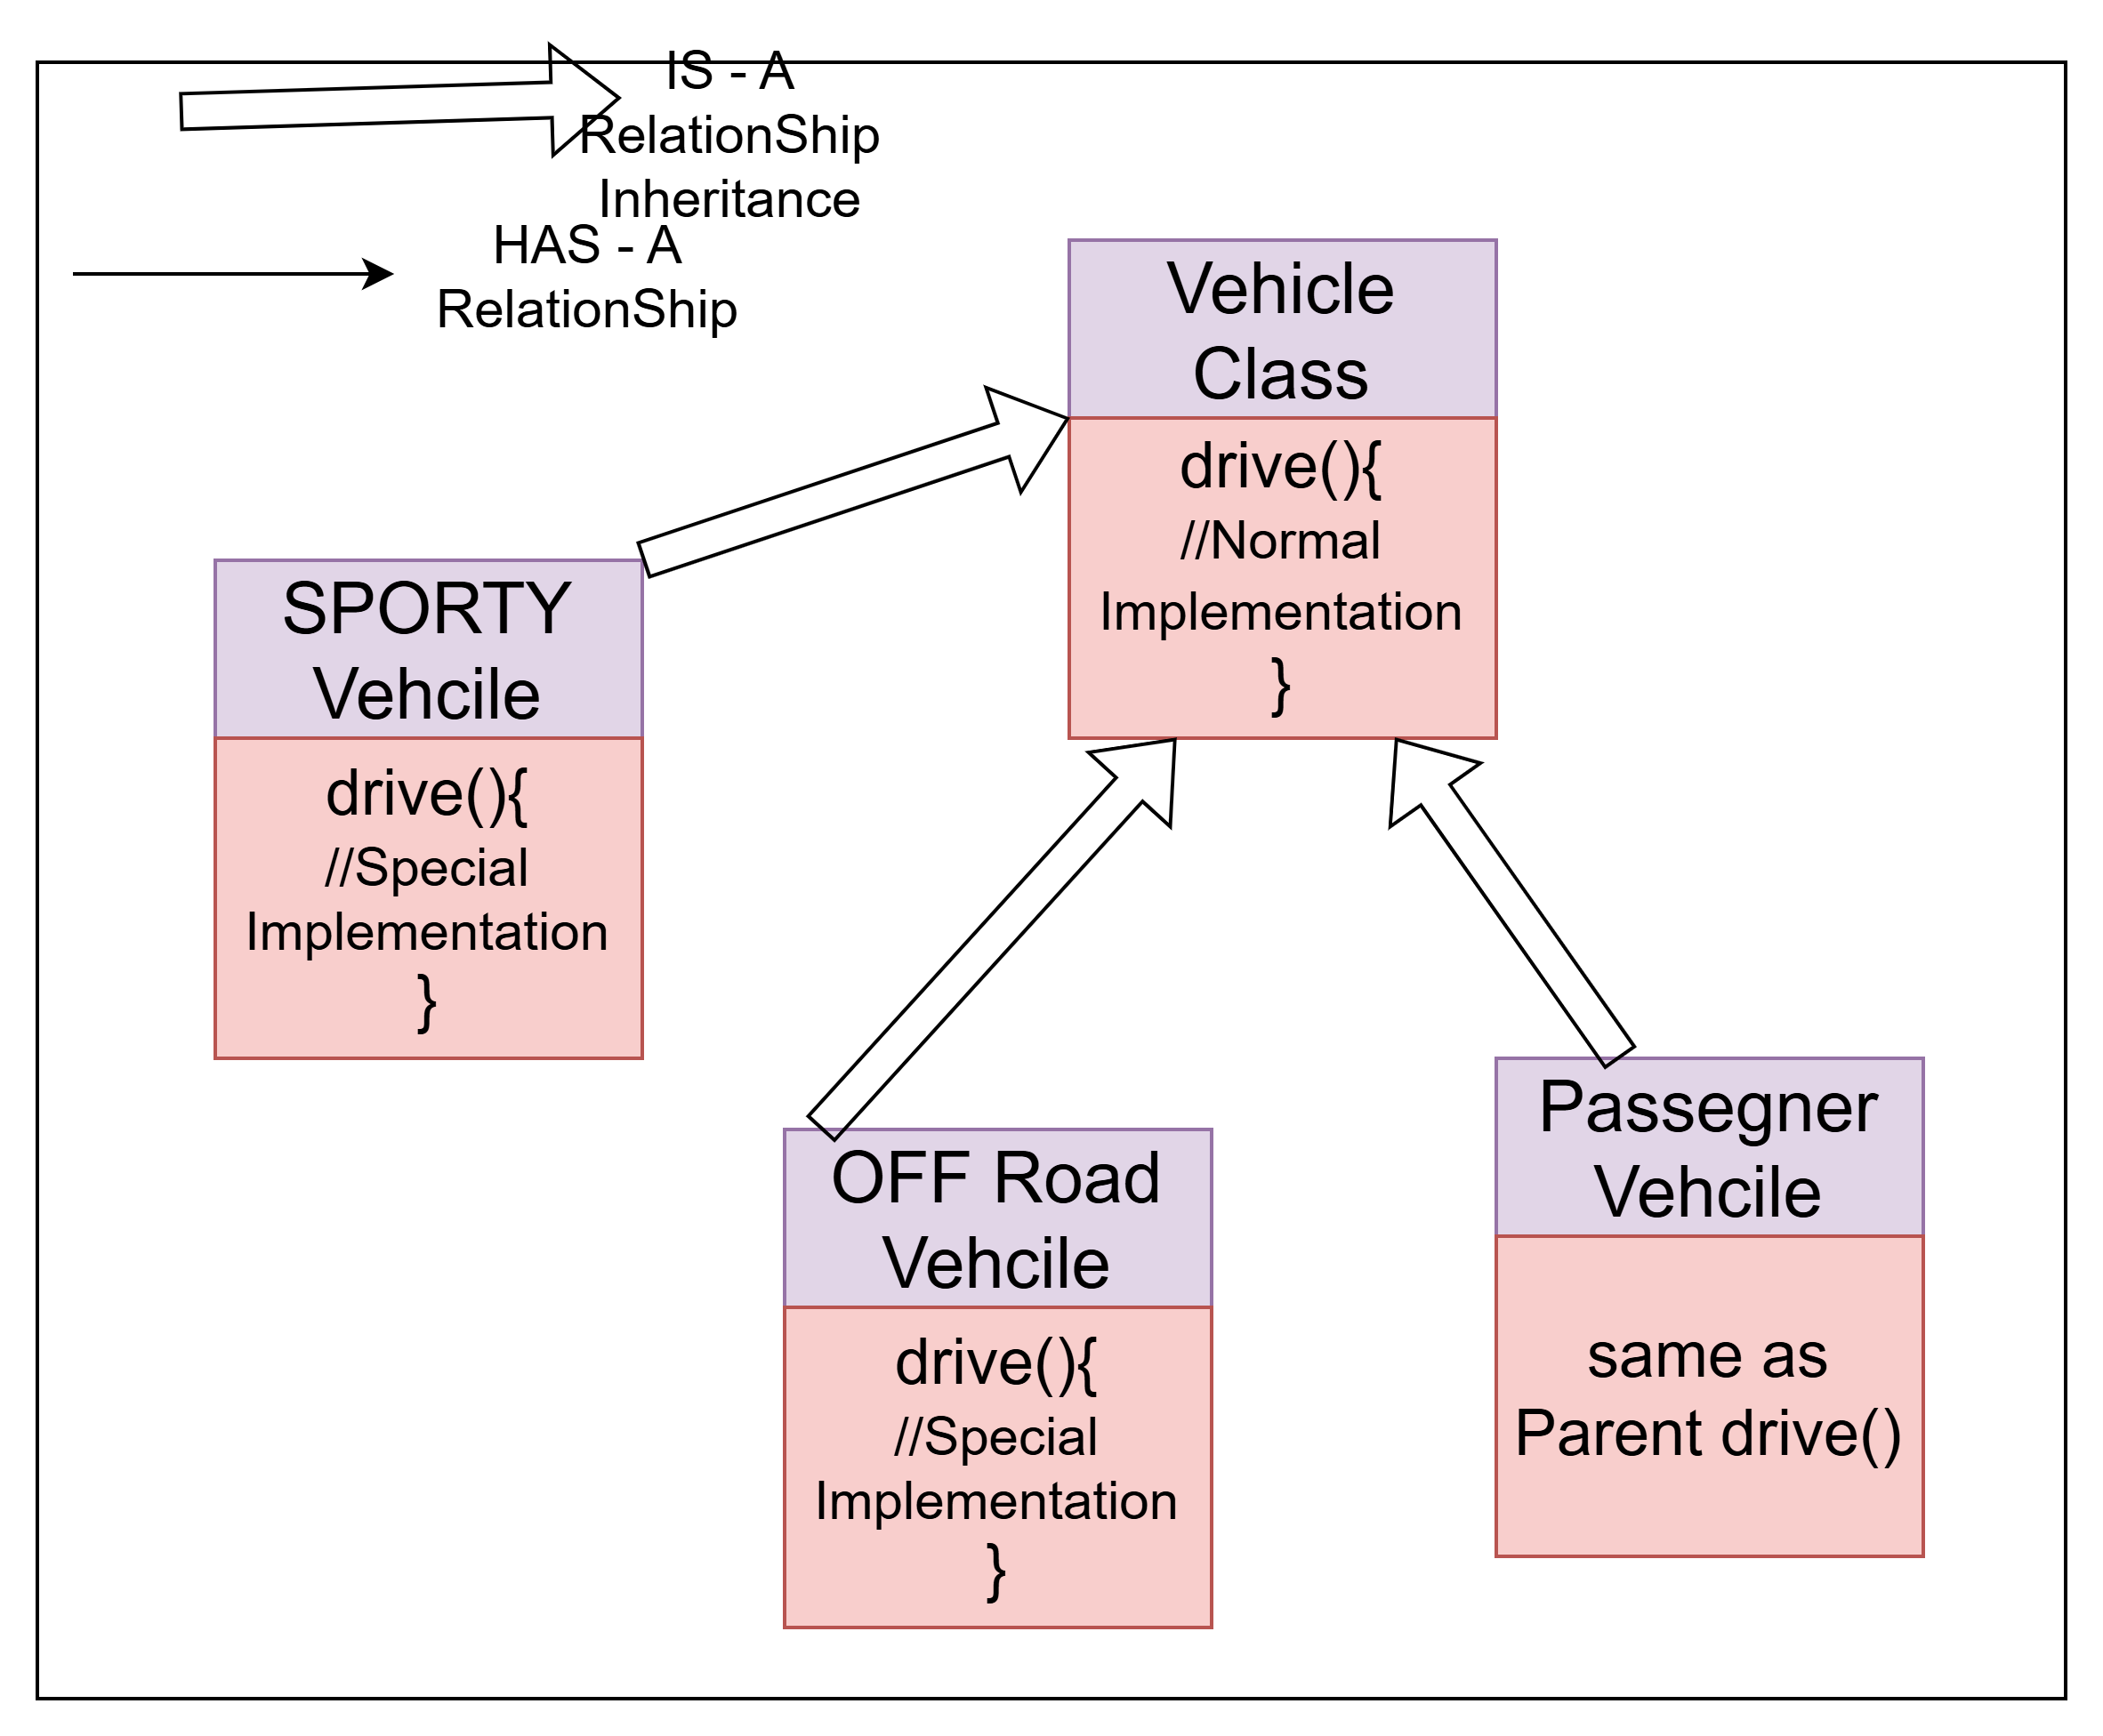 IS - A
RelationShip
Inheritance
HAS - A
RelationShip
Vehicle
Class
drive(){
//Normal
Implementation
}
SPORTY
Vehcile
drive(){
//Special
Implementation
}
OFF Road
Vehcile
drive(){
//Special
Implementation
}
Passegner
Vehcile
same as
Parent drive()